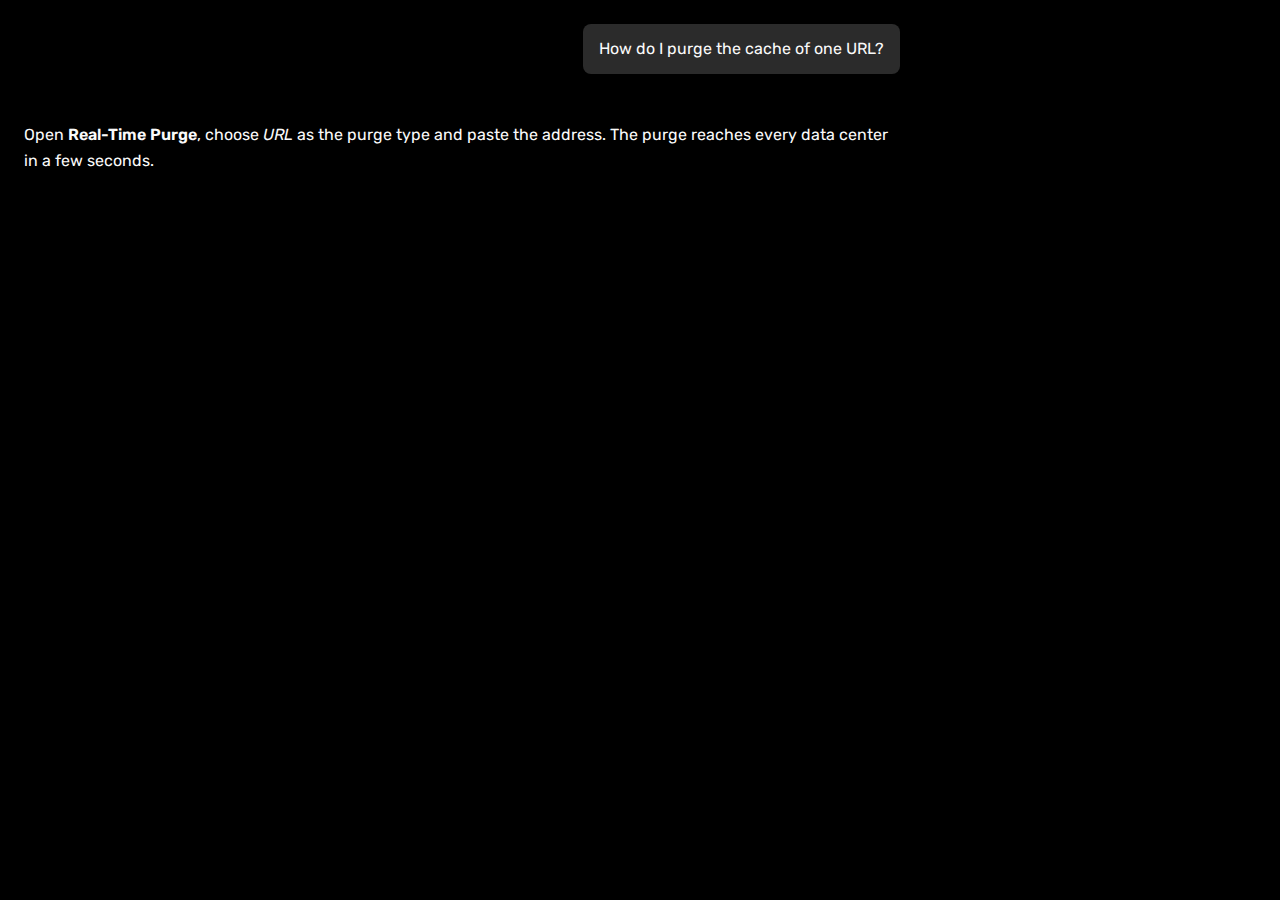 How do I purge the cache of one URL?
Open Real-Time Purge, choose URL as the purge type and paste the address. The purge reaches every data center
in a few seconds.